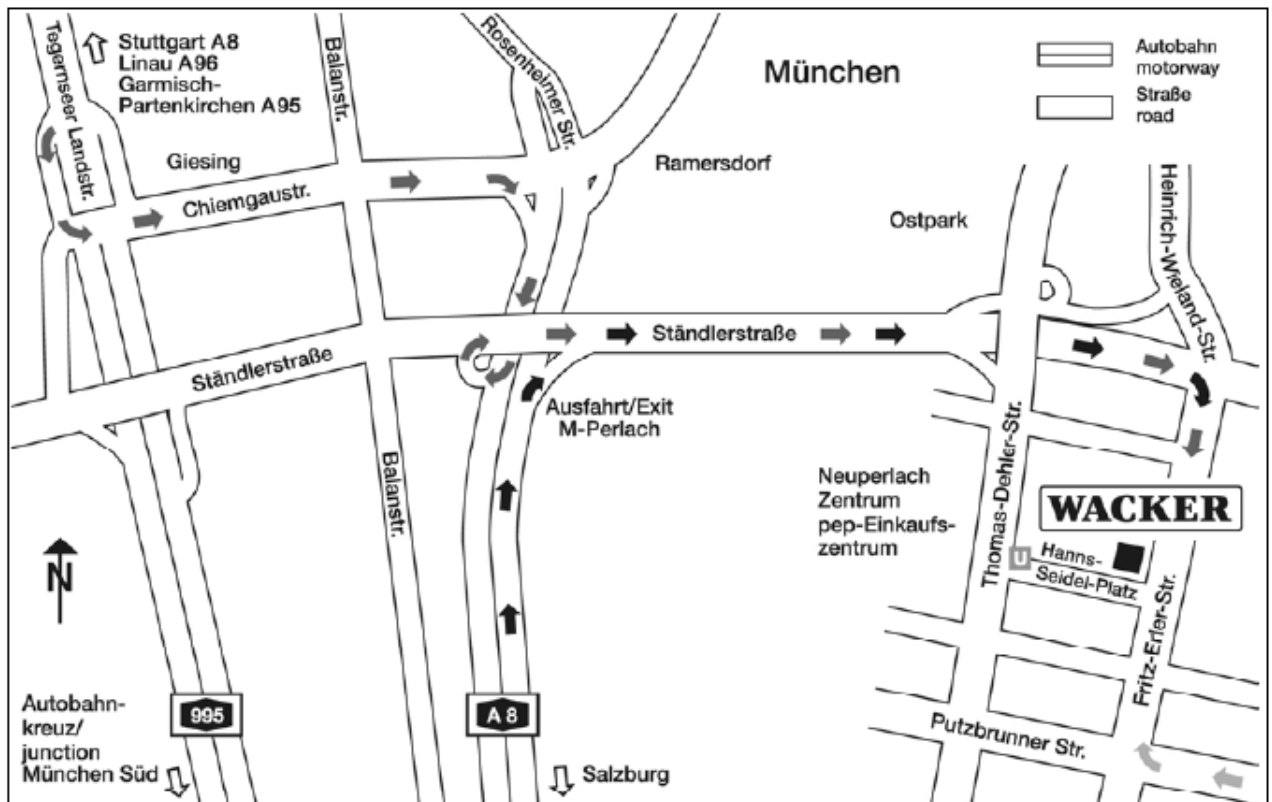 Tegernseer Landstr.
Stuttgart A8
Linau A96
Garmisch-
Partenkirchen A95
Balanstr.
Rosenheimer Str.
München
Autobahn
motorway
Straße
road
Giesing
Chiemgaustr.
Ramersdorf
Ostpark
Heinrich-Wieland-Str.
Ständlerstraße
Ständlerstraße
Ausfahrt/Exit
M-Perlach
Balanstr.
Neuperlach
Zentrum
pep-Einkaufs-
zentrum
Thomas-Dehler-Str.
WACKER
U
Hanns-
Seidel-Platz
Fritz-Erler-Str.
N
Autobahn-
kreuz/
junction
München Süd
995
A 8
Salzburg
Putzbrunner Str.